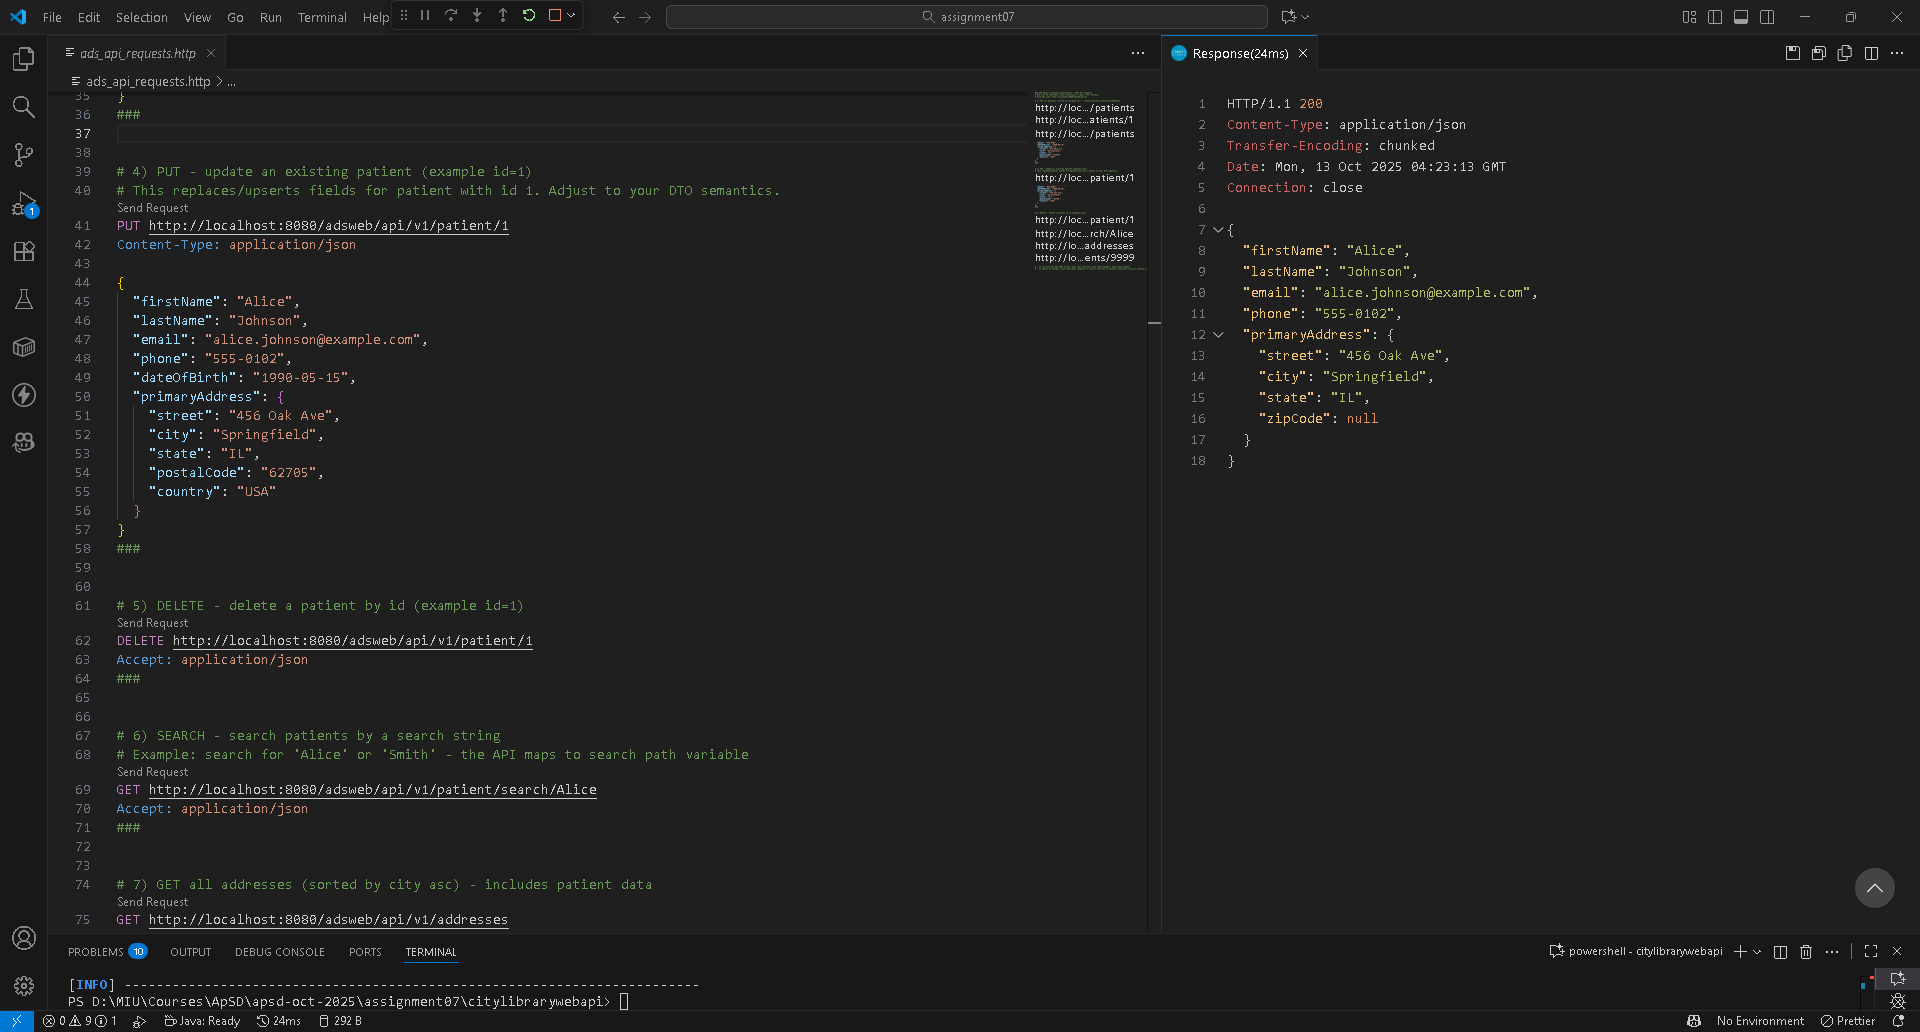 File Edit Selection View Go Run Terminal Help
assignment07
ads_api_requests.http
ads_api_requests.http > ...
35 }
36 ###
37
38
39 # 4) PUT - update an existing patient (example id=1)
40 # This replaces/upserts fields for patient with id 1. Adjust to your DTO semantics.
Send Request
41 PUT http://localhost:8080/adsweb/api/v1/patient/1
42 Content-Type: application/json
43
44 {
45 "firstName": "Alice",
46 "lastName": "Johnson",
47 "email": "alice.johnson@example.com",
48 "phone": "555-0102",
49 "dateOfBirth": "1990-05-15",
50 "primaryAddress": {
51 "street": "456 Oak Ave",
52 "city": "Springfield",
53 "state": "IL",
54 "postalCode": "62705",
55 "country": "USA"
56 }
57 }
58 ###
59
60
61 # 5) DELETE - delete a patient by id (example id=1)
Send Request
62 DELETE http://localhost:8080/adsweb/api/v1/patient/1
63 Accept: application/json
64 ###
65
66
67 # 6) SEARCH - search patients by a search string
68 # Example: search for 'Alice' or 'Smith' - the API maps to search path variable
Send Request
69 GET http://localhost:8080/adsweb/api/v1/patient/search/Alice
70 Accept: application/json
71 ###
72
73
74 # 7) GET all addresses (sorted by city asc) - includes patient data
Send Request
75 GET http://localhost:8080/adsweb/api/v1/addresses
http://loc.../patients
http://loc...atients/1
http://loc.../patients
http://loc...patient/1
http://loc...patient/1
http://loc...rch/Alice
http://lo...addresses
http://lo...ents/9999
Response(24ms)
1 HTTP/1.1 200
2 Content-Type: application/json
3 Transfer-Encoding: chunked
4 Date: Mon, 13 Oct 2025 04:23:13 GMT
5 Connection: close
6
7 {
8 "firstName": "Alice",
9 "lastName": "Johnson",
10 "email": "alice.johnson@example.com",
11 "phone": "555-0102",
12 "primaryAddress": {
13 "street": "456 Oak Ave",
14 "city": "Springfield",
15 "state": "IL",
16 "zipCode": null
17 }
18 }
1
PROBLEMS 10 OUTPUT DEBUG CONSOLE PORTS TERMINAL
powershell - citylibrarywebapi
[INFO] ------------------------------------------------------------------------
PS D:\MIU\Courses\ApSD\apsd-oct-2025\assignment07\citylibrarywebapi>
0 9 1 Java: Ready 24ms 292 B
No Environment Prettier